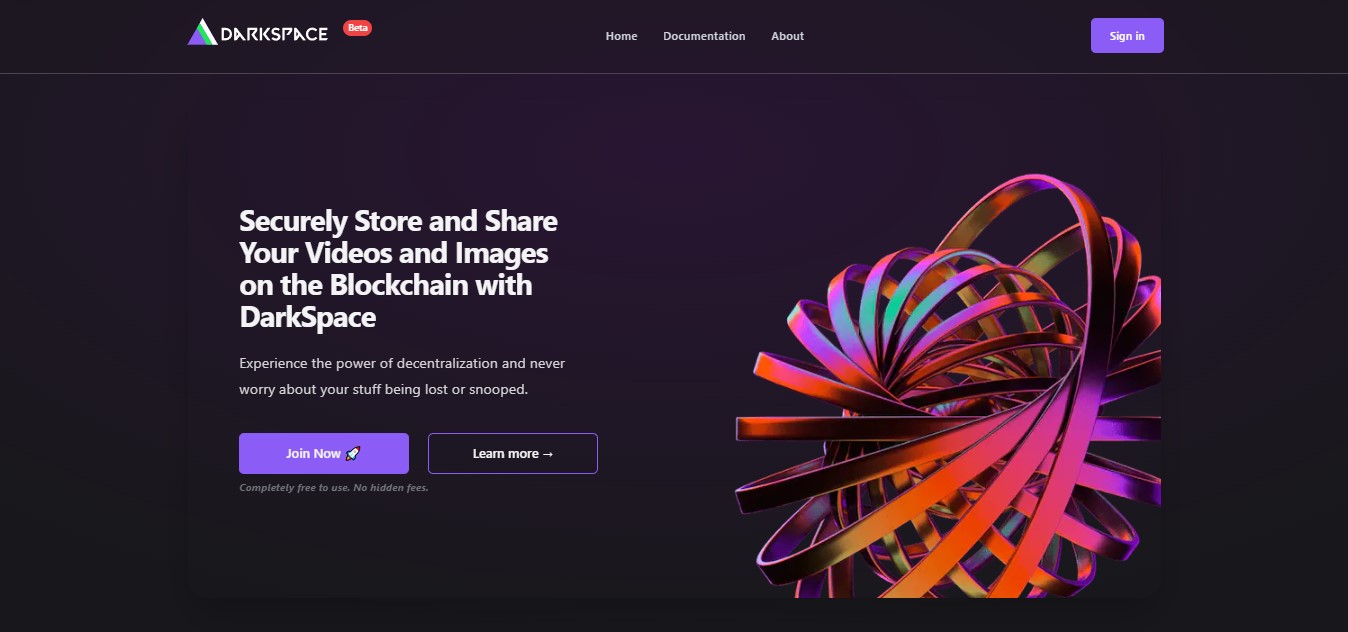 DARKSPACE Beta
Home Documentation About
Sign in
Securely Store and Share
Your Videos and Images
on the Blockchain with
DarkSpace
Experience the power of decentralization and never
worry about your stuff being lost or snooped.
Join Now 🚀 Learn more →
Completely free to use. No hidden fees.